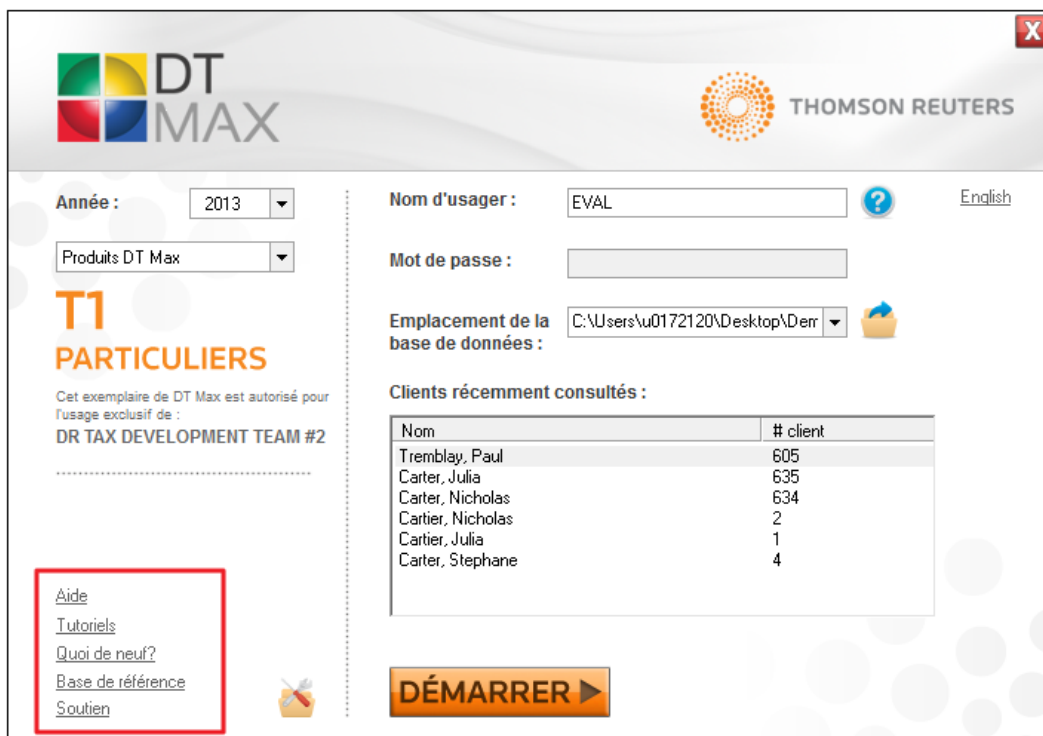 X
DT
MAX
THOMSON REUTERS
Année :
2013
Produits DT Max
T1
PARTICULIERS
Cet exemplaire de DT Max est autorisé pour
l'usage exclusif de :
DR TAX DEVELOPMENT TEAM #2
Aide
Tutoriels
Quoi de neuf?
Base de référence
Soutien
Nom d'usager :
EVAL
?
English
Mot de passe :
Emplacement de la
base de données :
C:\Users\u0172120\Desktop\Dem
Clients récemment consultés :
Nom # client
Tremblay, Paul 605
Carter, Julia 635
Carter, Nicholas 634
Cartier, Nicholas 2
Cartier, Julia 1
Carter, Stephane 4
DÉMARRER